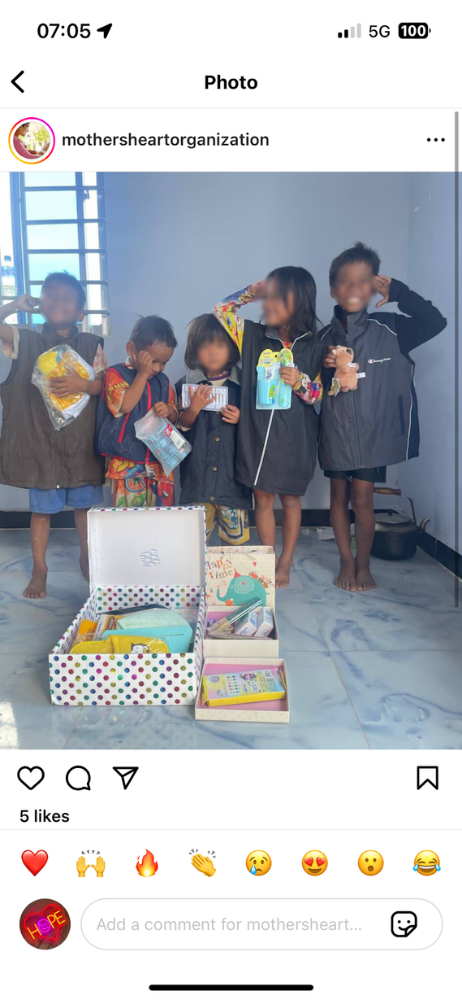 07:05
5G 100
Photo
mothersheartorganization
Champion
Happy
time!
5 likes
HOPE
Add a comment for mothersheart...